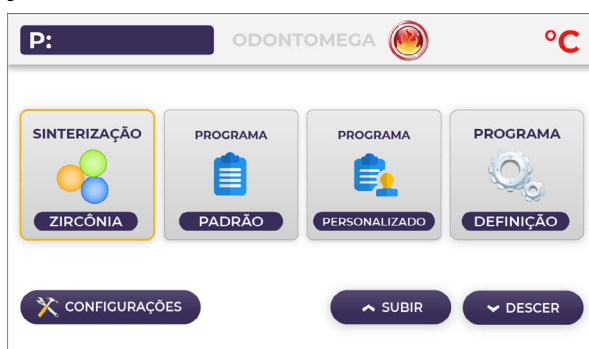 P:
ODONTOMEGA
°C
SINTERIZAÇÃO
ZIRCÔNIA
PROGRAMA
PADRÃO
PROGRAMA
PERSONALIZADO
PROGRAMA
DEFINIÇÃO
CONFIGURAÇÕES
SUBIR
DESCER